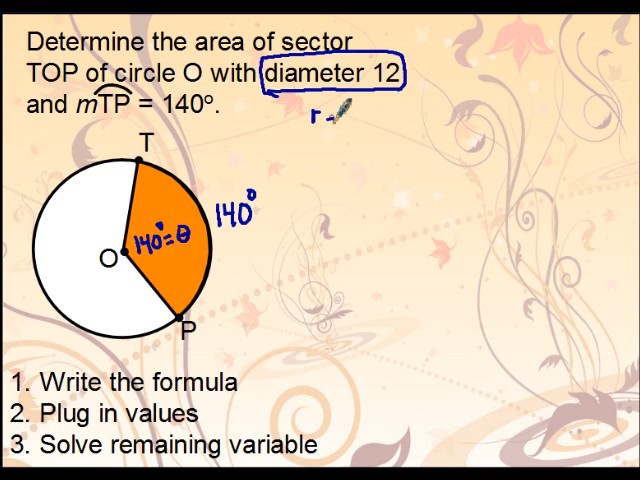 Determine the area of sector
TOP of circle O with diameter 12
and mTP = 140°.
r -
T
140°
140° = θ
O
P
1. Write the formula
2. Plug in values
3. Solve remaining variable